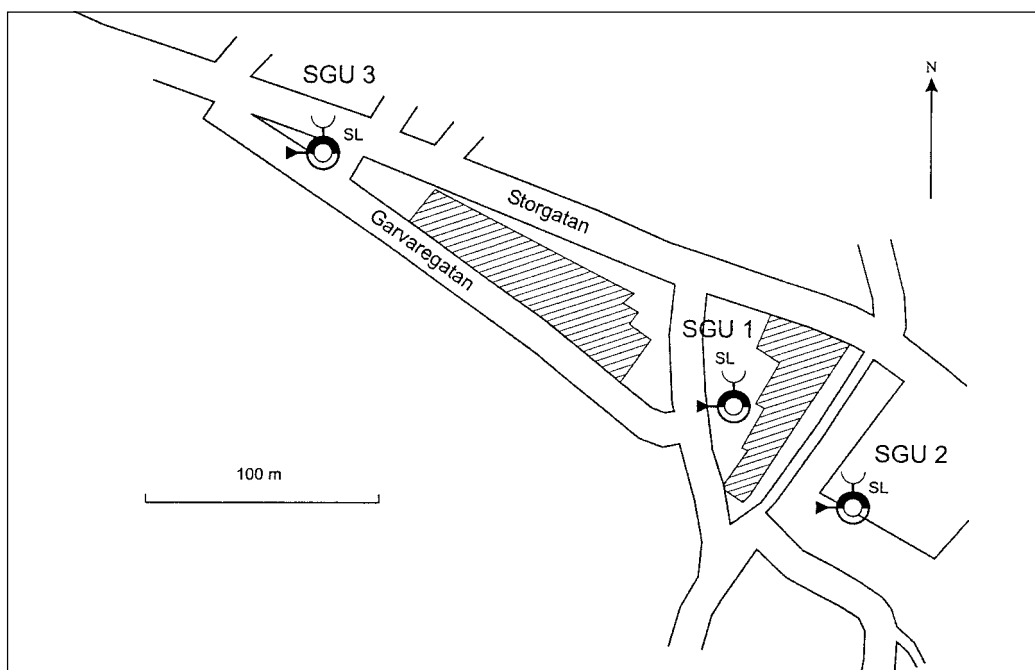 SGU 3
N
SL
Storgatan
Garvaregatan
SGU 1
SL
SGU 2
100 m
SL